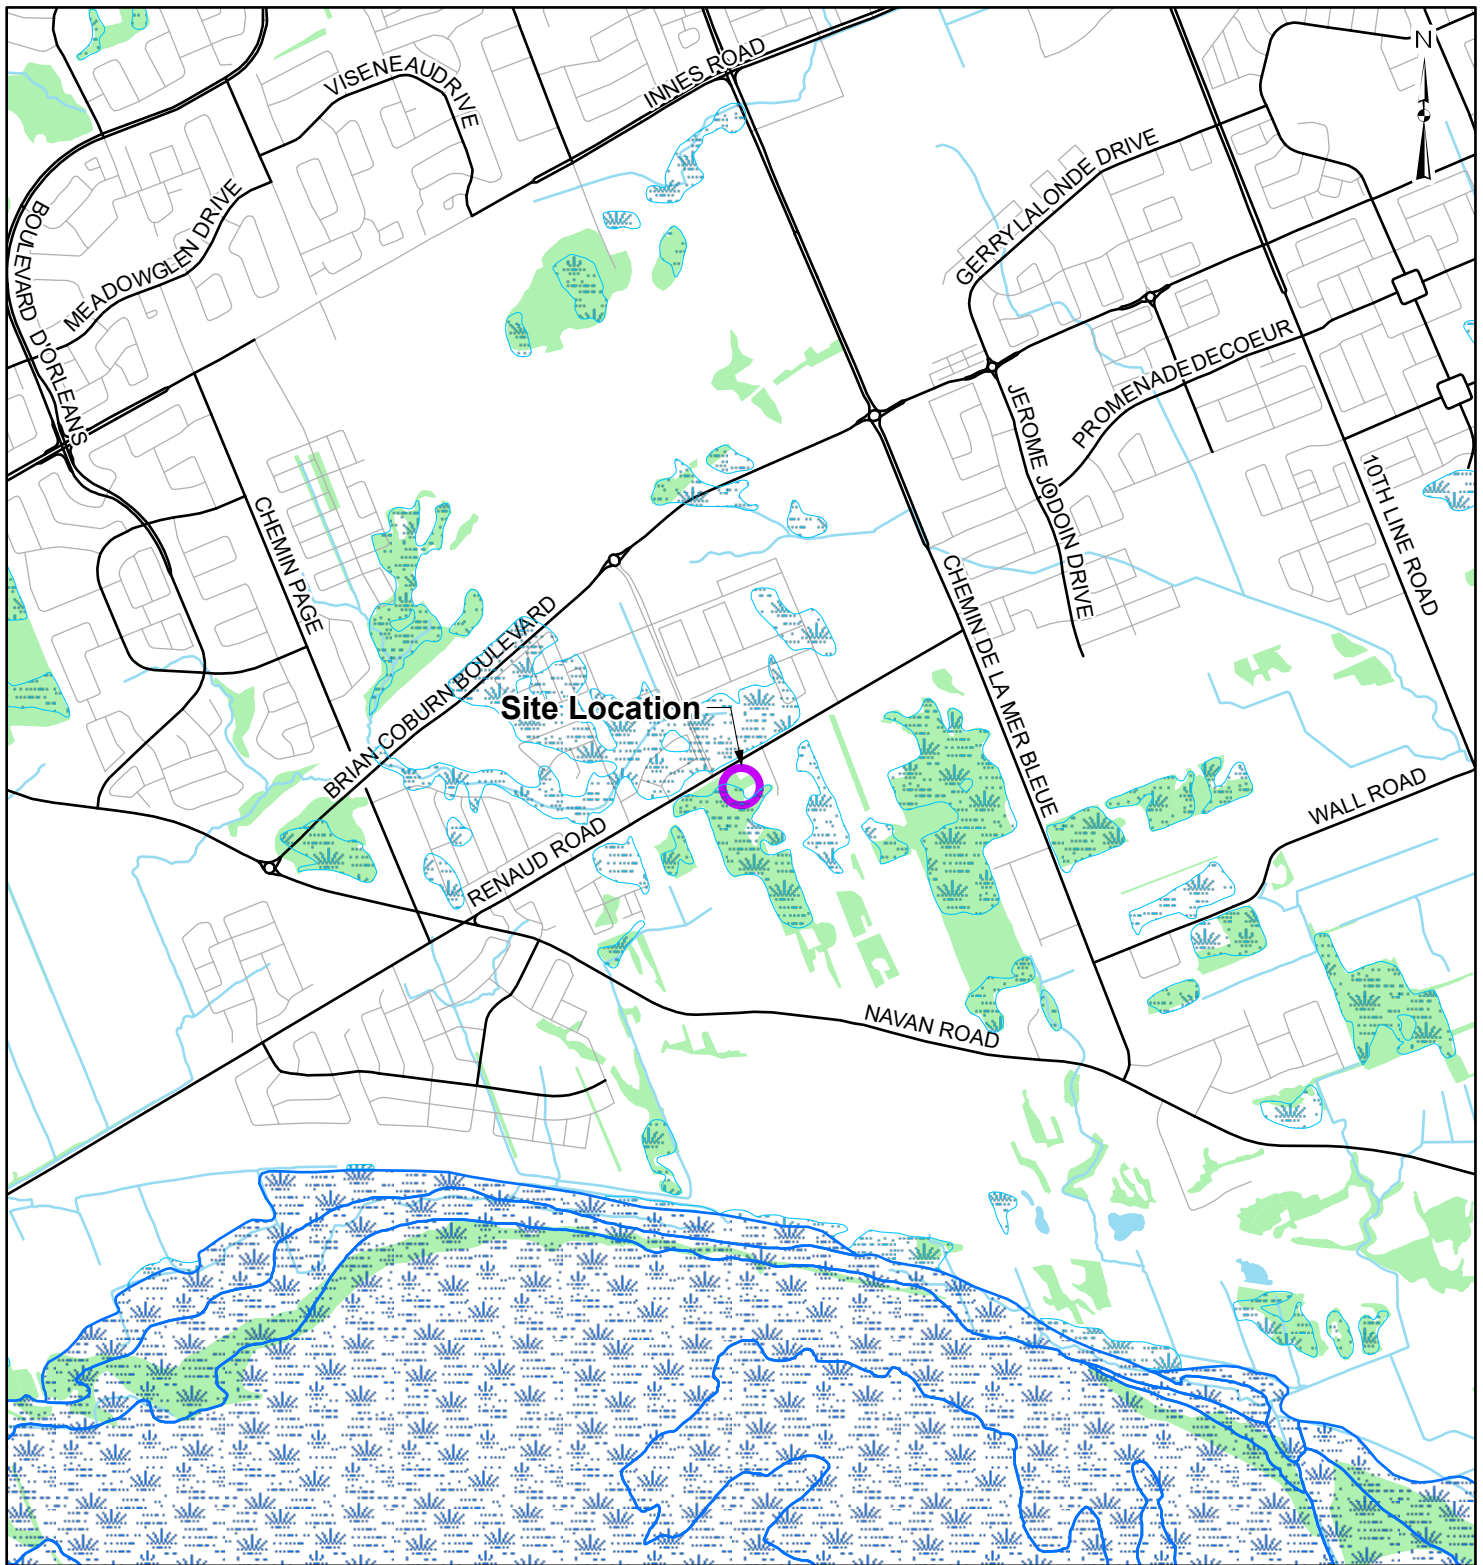 N
INNES ROAD
VISENEAUDRIVE
GERRY LALONDE DRIVE
MEADOWGLEN DRIVE
BOULEVARD D'ORLEANS
PROMENADE DECOEUR
JEROME JODOIN DRIVE
10TH LINE ROAD
CHEMIN PAGE
CHEMIN DE LA MER BLEUE
BRIAN COBURN BOULEVARD
Site Location
WALL ROAD
RENAUD ROAD
NAVAN ROAD